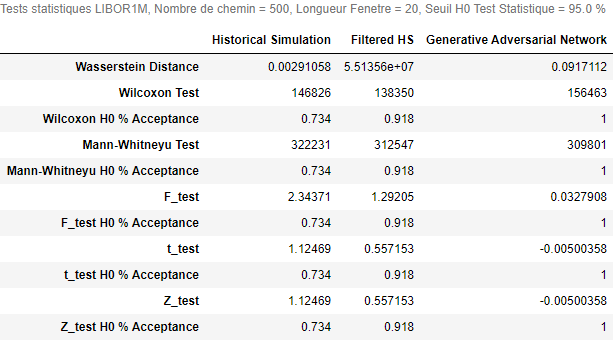 Tests statistiques LIBOR1M, Nombre de chemin = 500, Longueur Fenetre = 20, Seuil H0 Test Statistique = 95.0 %
Historical Simulation Filtered HS Generative Adversarial Network
Wasserstein Distance 0.00291058 5.51356e+07 0.0917112
Wilcoxon Test 146826 138350 156463
Wilcoxon H0 % Acceptance 0.734 0.918 1
Mann-Whitneyu Test 322231 312547 309801
Mann-Whitneyu H0 % Acceptance 0.734 0.918 1
F_test 2.34371 1.29205 0.0327908
F_test H0 % Acceptance 0.734 0.918 1
t_test 1.12469 0.557153 -0.00500358
t_test H0 % Acceptance 0.734 0.918 1
Z_test 1.12469 0.557153 -0.00500358
Z_test H0 % Acceptance 0.734 0.918 1